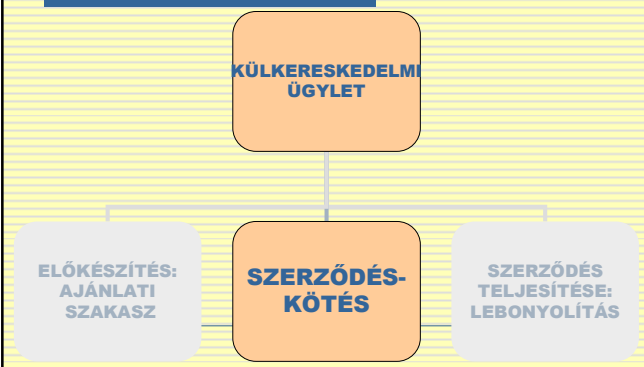 KÜLKERESKEDELMI
ÜGYLET
ELŐKÉSZÍTÉS:
AJÁNLATI
SZAKASZ
SZERZŐDÉS-
KÖTÉS
SZERZŐDÉS
TELJESÍTÉSE:
LEBONYOLÍTÁS